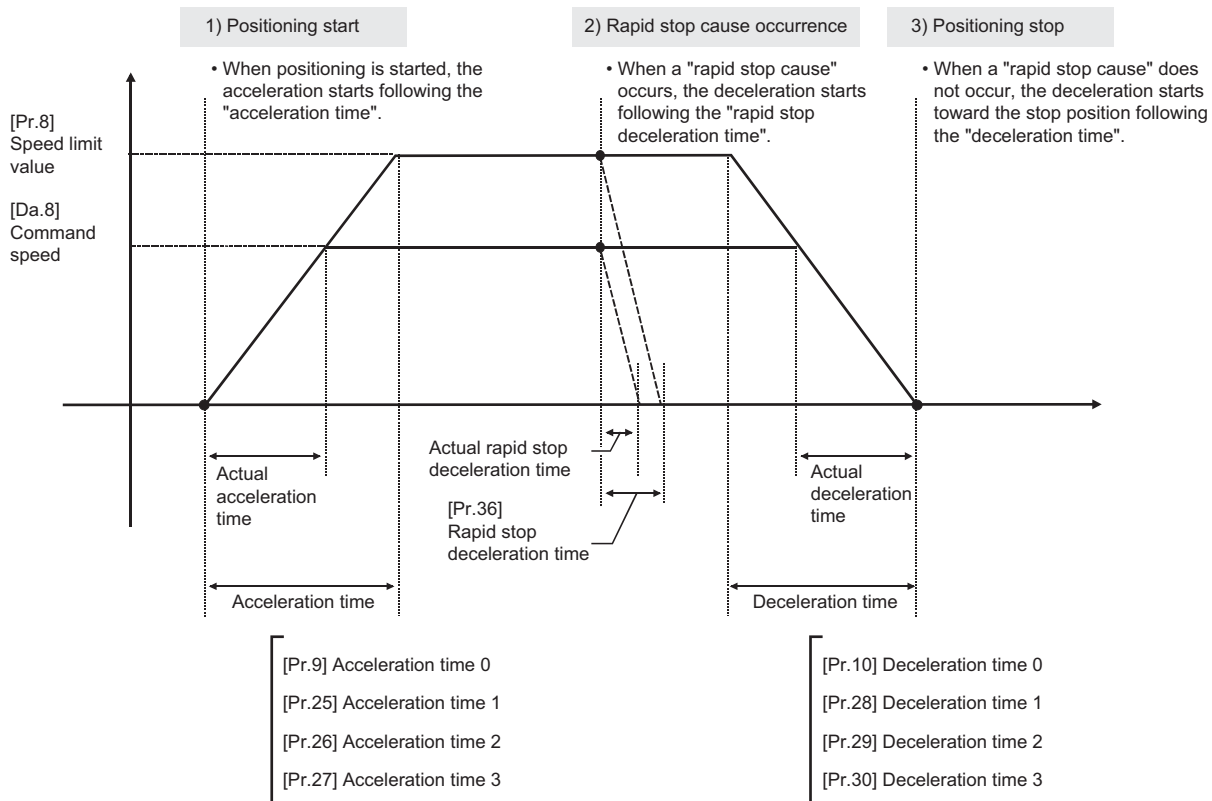 1) Positioning start
2) Rapid stop cause occurrence
3) Positioning stop
• When positioning is started, the
acceleration starts following the
"acceleration time".
• When a "rapid stop cause"
occurs, the deceleration starts
following the "rapid stop
deceleration time".
• When a "rapid stop cause" does
not occur, the deceleration starts
toward the stop position following
the "deceleration time".
[Pr.8]
Speed limit
value
[Da.8]
Command
speed
Actual
acceleration
time
Actual rapid stop
deceleration time
[Pr.36]
Rapid stop
deceleration time
Actual
deceleration
time
Acceleration time
Deceleration time
[Pr.9] Acceleration time 0
[Pr.25] Acceleration time 1
[Pr.26] Acceleration time 2
[Pr.27] Acceleration time 3
[Pr.10] Deceleration time 0
[Pr.28] Deceleration time 1
[Pr.29] Deceleration time 2
[Pr.30] Deceleration time 3